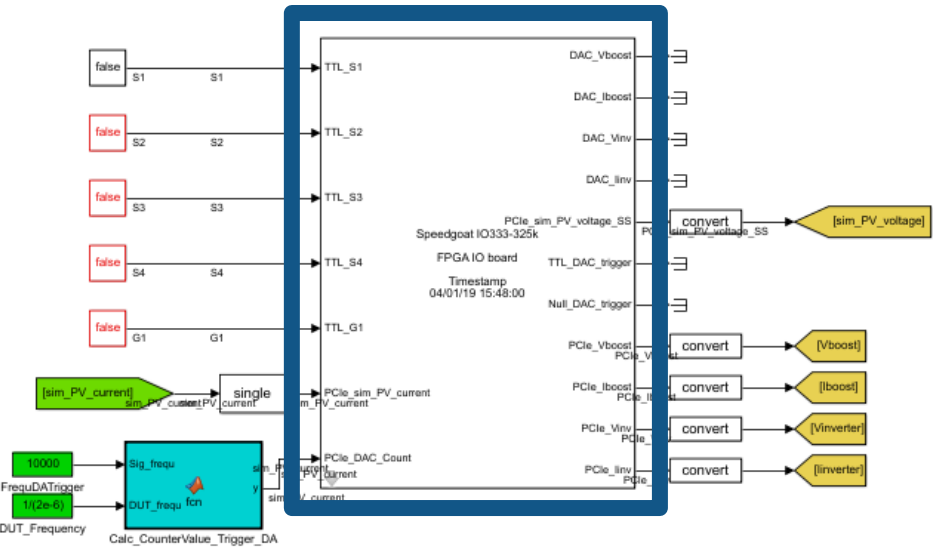 false
S1
S1
TTL_S1
false
S2
S2
TTL_S2
false
S3
S3
TTL_S3
false
S4
S4
TTL_S4
false
G1
G1
TTL_G1
[sim_PV_current]
sim_PV_current
sim_PV_current
single
PCIe_sim_PV_current
10000
FrequDATrigger
1/(2e-6)
DUT_Frequency
Sig_frequ
DUT_frequ
fcn
y
Calc_CounterValue_Trigger_DA
PCIe_DAC_Count
Speedgoat IO333-325k
FPGA IO board
Timestamp
04/01/19 15:48:00
DAC_Vboost
DAC_Iboost
DAC_Vinv
DAC_Iinv
PCIe_sim_PV_voltage_SS
convert
PCIe_sim_PV_voltage_SS
[sim_PV_voltage]
TTL_DAC_trigger
Null_DAC_trigger
PCIe_Vboost
convert
[Vboost]
PCIe_Iboost
convert
[Iboost]
PCIe_Vinv
convert
[Vinverter]
PCIe_Iinv
convert
[Iinverter]